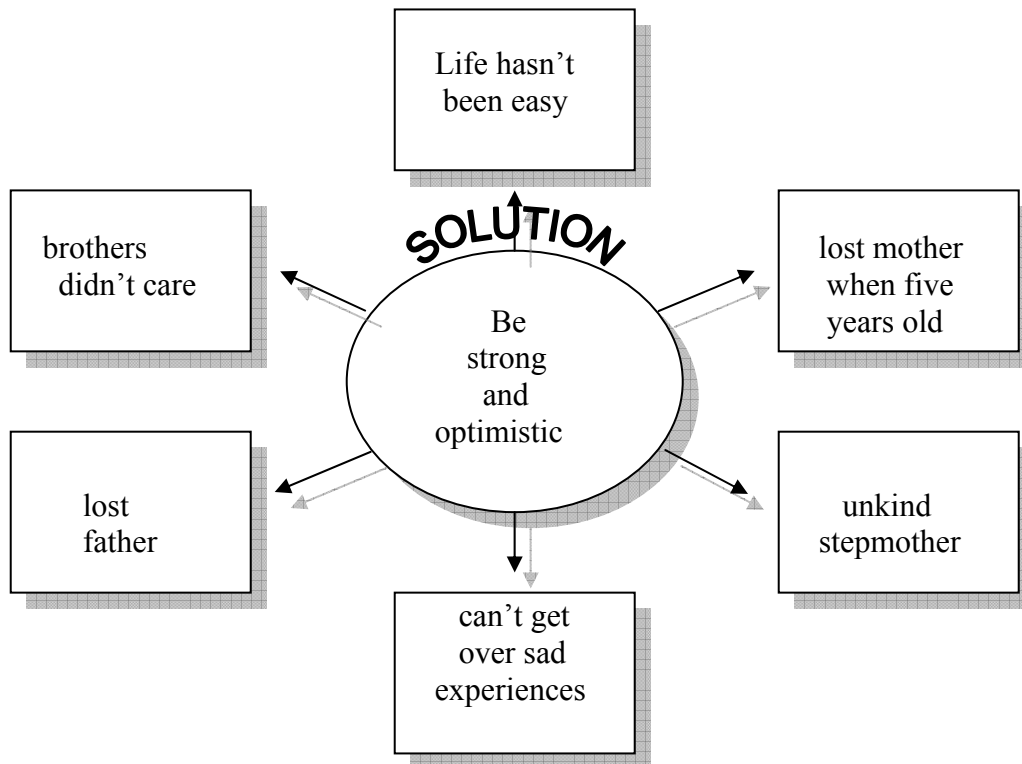 Life hasn’t
been easy
SOLUTION
brothers
didn’t care
lost mother
when five
years old
Be
strong
and
optimistic
lost
father
unkind
stepmother
can’t get
over sad
experiences